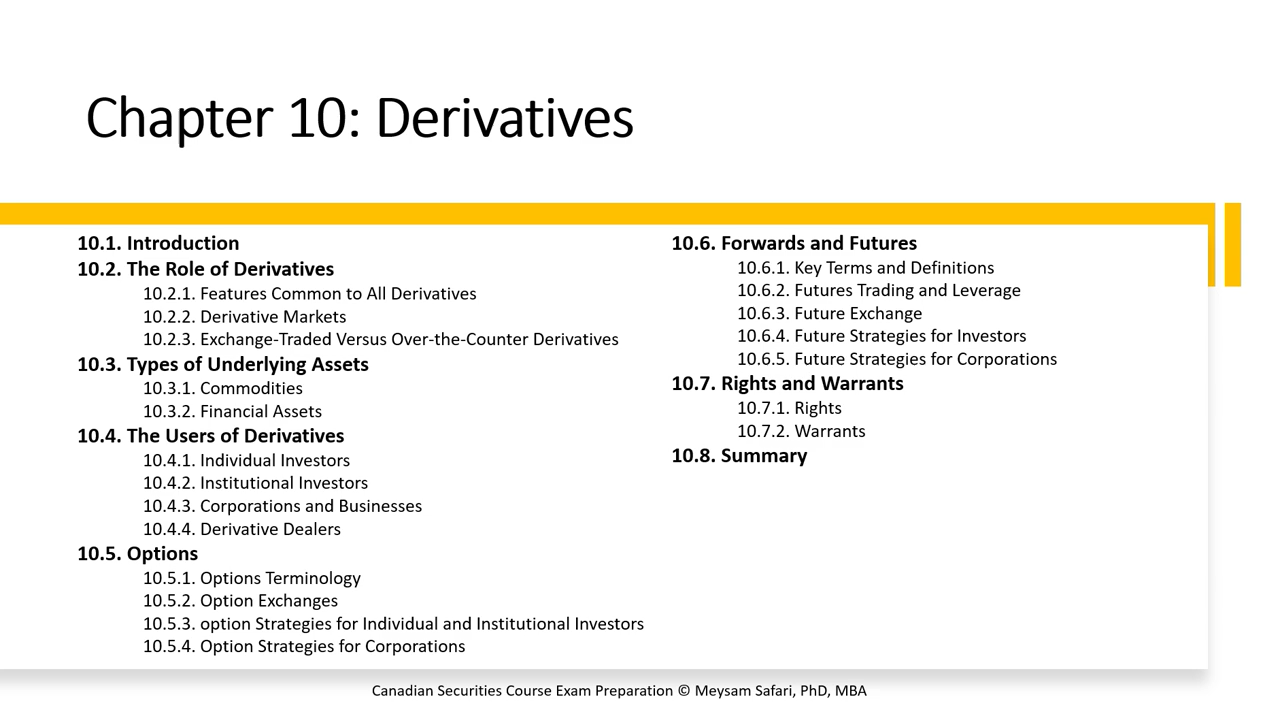 Chapter 10: Derivatives
10.1. Introduction
10.2. The Role of Derivatives
10.2.1. Features Common to All Derivatives
10.2.2. Derivative Markets
10.2.3. Exchange-Traded Versus Over-the-Counter Derivatives
10.3. Types of Underlying Assets
10.3.1. Commodities
10.3.2. Financial Assets
10.4. The Users of Derivatives
10.4.1. Individual Investors
10.4.2. Institutional Investors
10.4.3. Corporations and Businesses
10.4.4. Derivative Dealers
10.5. Options
10.5.1. Options Terminology
10.5.2. Option Exchanges
10.5.3. option Strategies for Individual and Institutional Investors
10.5.4. Option Strategies for Corporations
10.6. Forwards and Futures
10.6.1. Key Terms and Definitions
10.6.2. Futures Trading and Leverage
10.6.3. Future Exchange
10.6.4. Future Strategies for Investors
10.6.5. Future Strategies for Corporations
10.7. Rights and Warrants
10.7.1. Rights
10.7.2. Warrants
10.8. Summary
Canadian Securities Course Exam Preparation © Meysam Safari, PhD, MBA